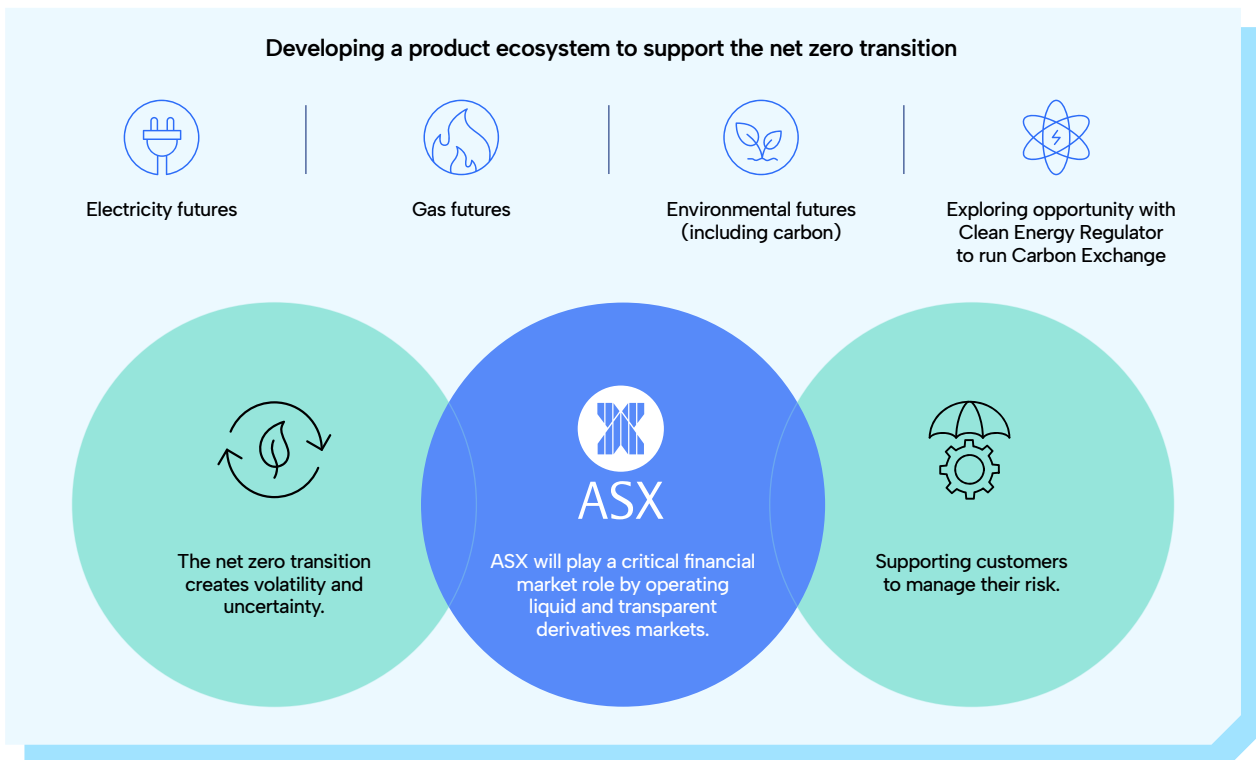 Developing a product ecosystem to support the net zero transition
Electricity futures
Gas futures
Environmental futures
(including carbon)
Exploring opportunity with
Clean Energy Regulator
to run Carbon Exchange
The net zero transition
creates volatility and
uncertainty.
ASX
ASX will play a critical financial
market role by operating
liquid and transparent
derivatives markets.
Supporting customers
to manage their risk.